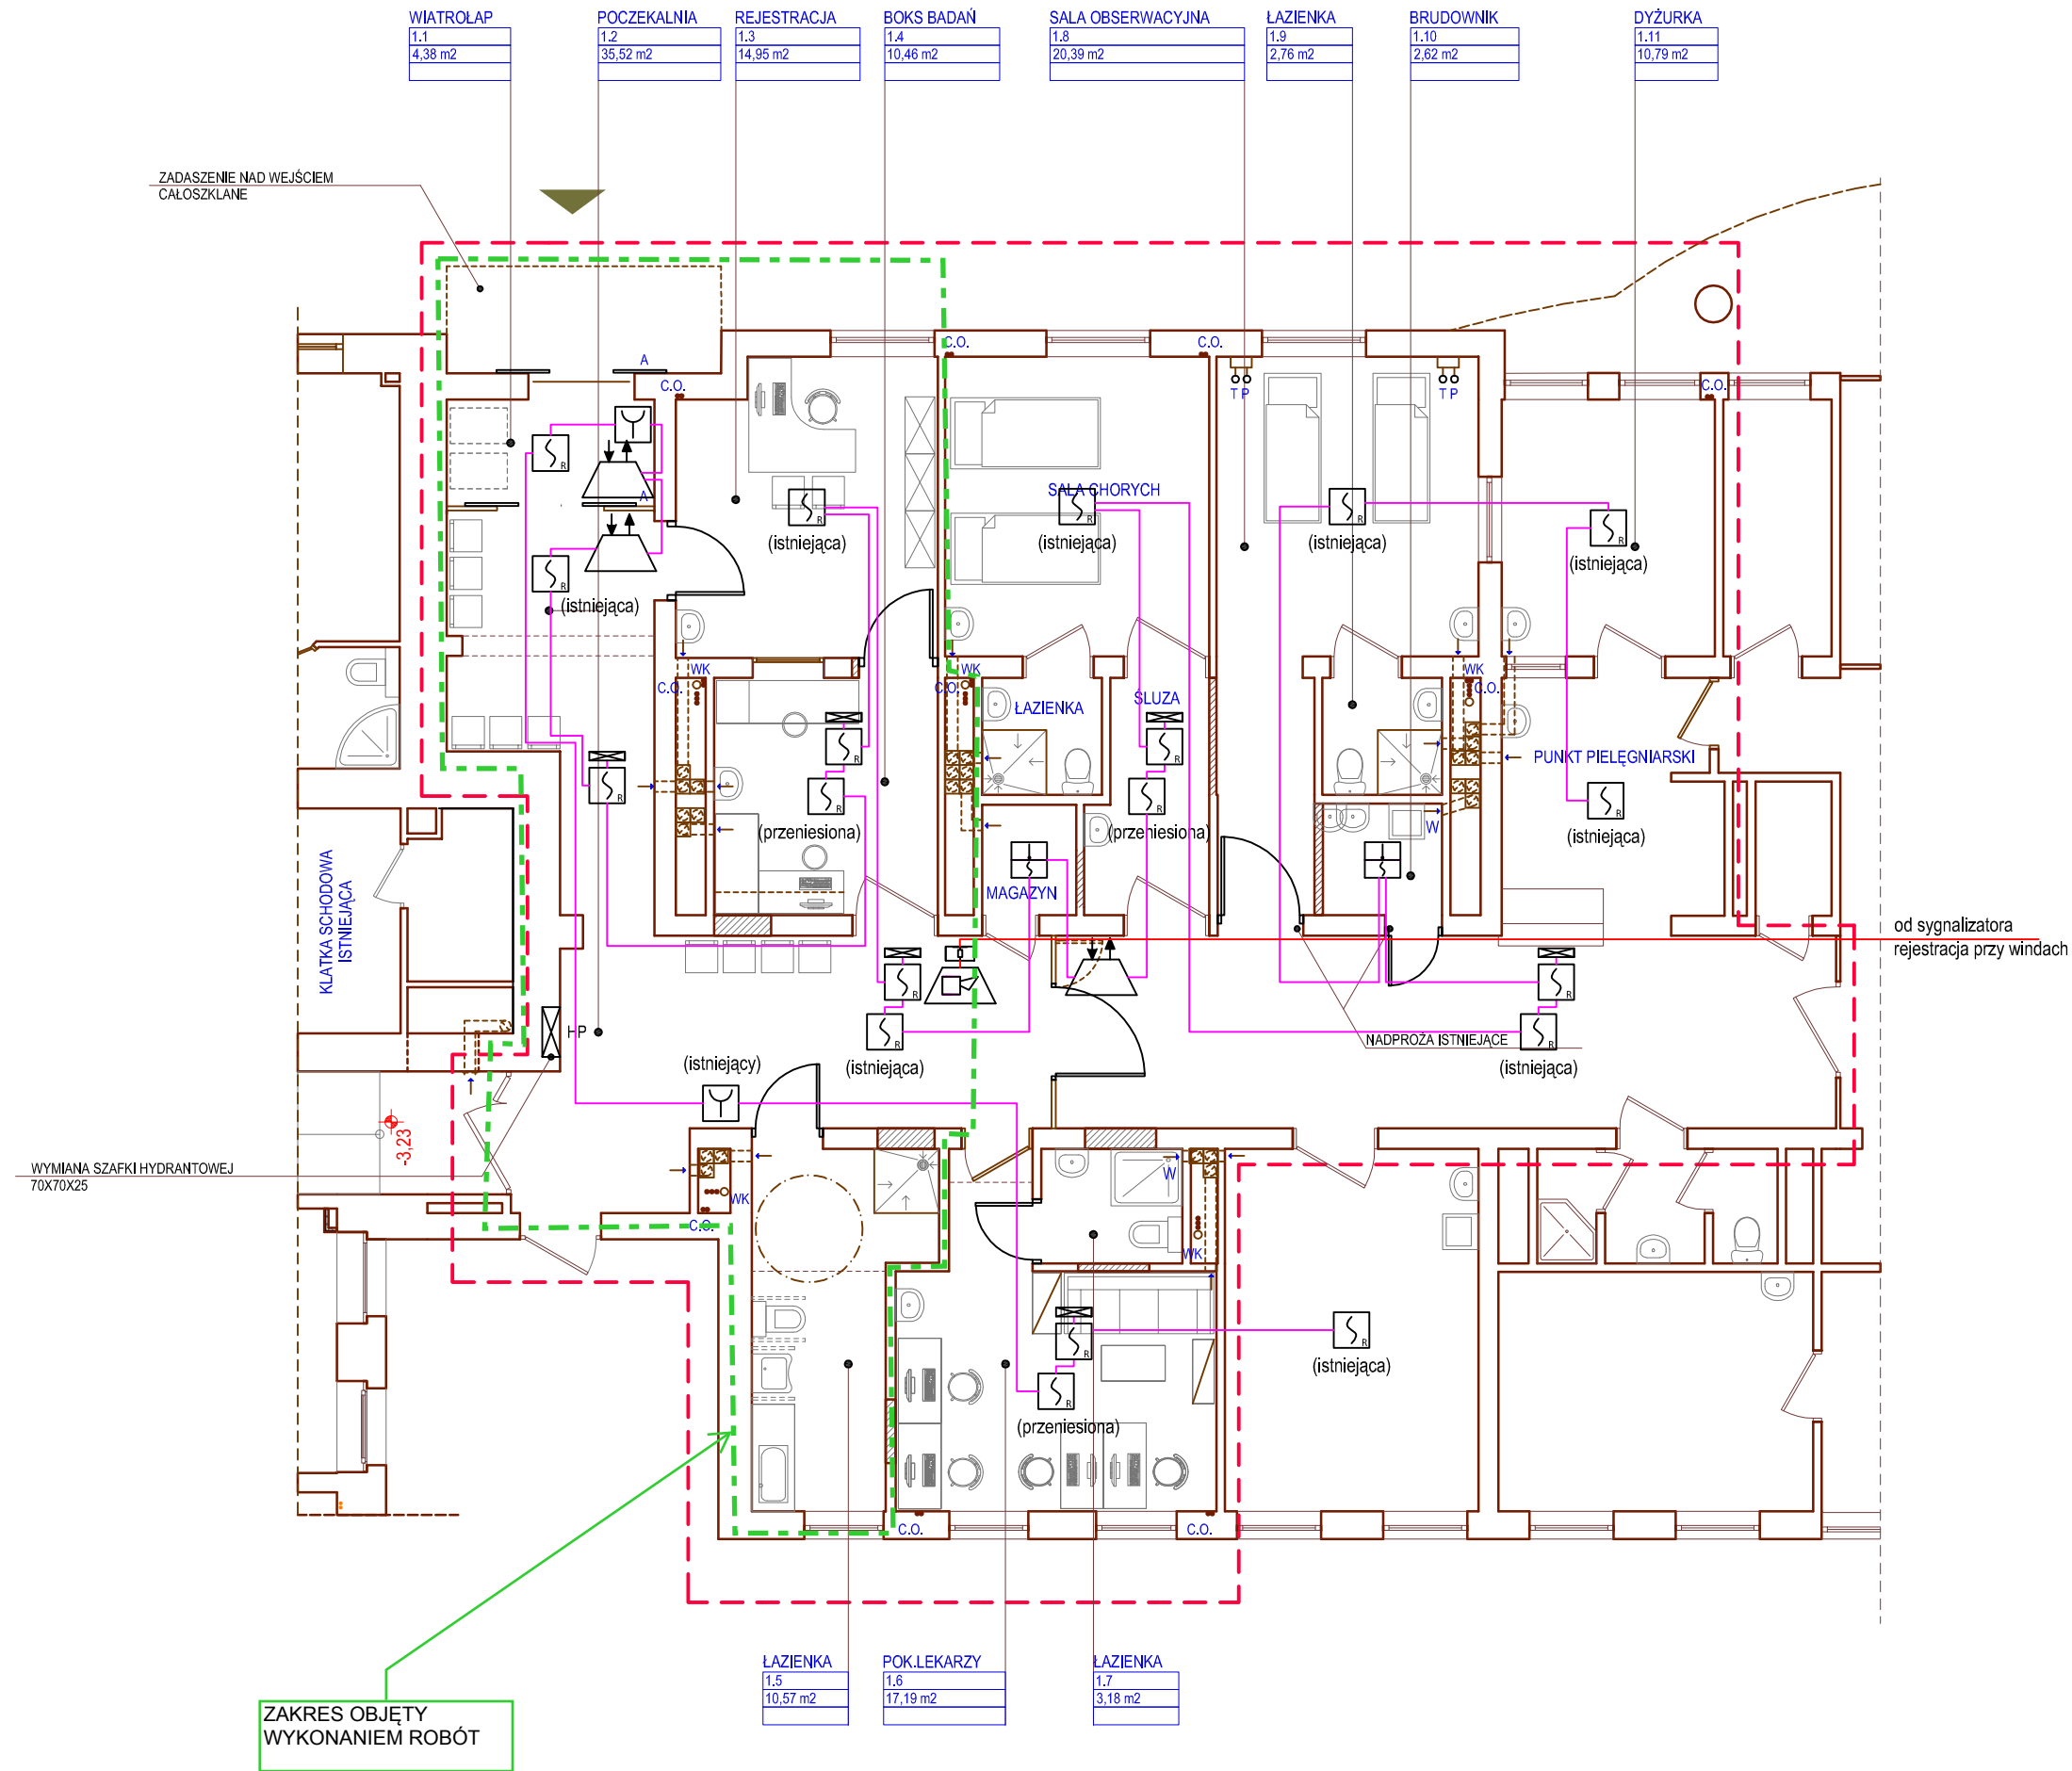 WIATROŁAP
1.1
4,38 m2
POCZEKALNIA
1.2
35,52 m2
REJESTRACJA
1.3
14,95 m2
BOKS BADAŃ
1.4
10,46 m2
SALA OBSERWACYJNA
1.8
20,39 m2
ŁAZIENKA
1.9
2,76 m2
BRUDOWNIK
1.10
2,62 m2
DYŻURKA
1.11
10,79 m2
ZADASZENIE NAD WEJŚCIEM
CAŁOSZKLANE
A
C.O.
C.O.
C.O.
T P
T P
C.O.
R
A
R
(istniejąca)
R
(istniejąca)
SALA CHORYCH
R
(istniejąca)
R
(istniejąca)
R
(istniejąca)
WK
C.O.
WK
C.O.
WK
C.O.
ŁAZIENKA
ŚLUZA
PUNKT PIELĘGNIARSKI
R
R
R
R
(przeniesiona)
R
(przeniesiona)
R
(istniejąca)
W
MAGAZYN
KLATKA SCHODOWA
ISTNIEJĄCA
od sygnalizatora
rejestracja przy windach
HP
R
R
(istniejąca)
R
R
(istniejąca)
NADPROŻA ISTNIEJĄCE
(istniejący)
-3,23
WYMIANA SZAFKI HYDRANTOWEJ
70X70X25
WK
C.O.
W
WK
R
R
(przeniesiona)
R
(istniejąca)
C.O.
C.O.
ŁAZIENKA
1.5
10,57 m2
POK.LEKARZY
1.6
17,19 m2
ŁAZIENKA
1.7
3,18 m2
ZAKRES OBJĘTY
WYKONANIEM ROBÓT